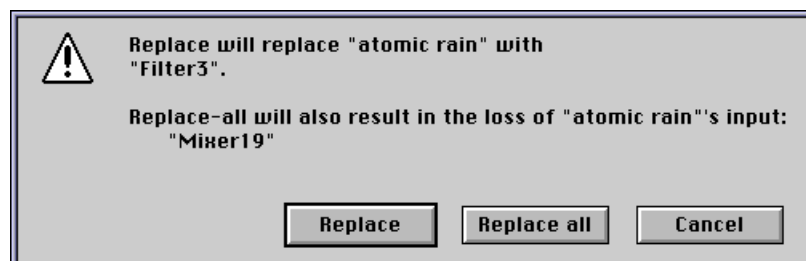 Replace will replace "atomic rain" with
"Filter3".
Replace-all will also result in the loss of "atomic rain"'s input:
"Mixer19"
Replace
Replace all
Cancel